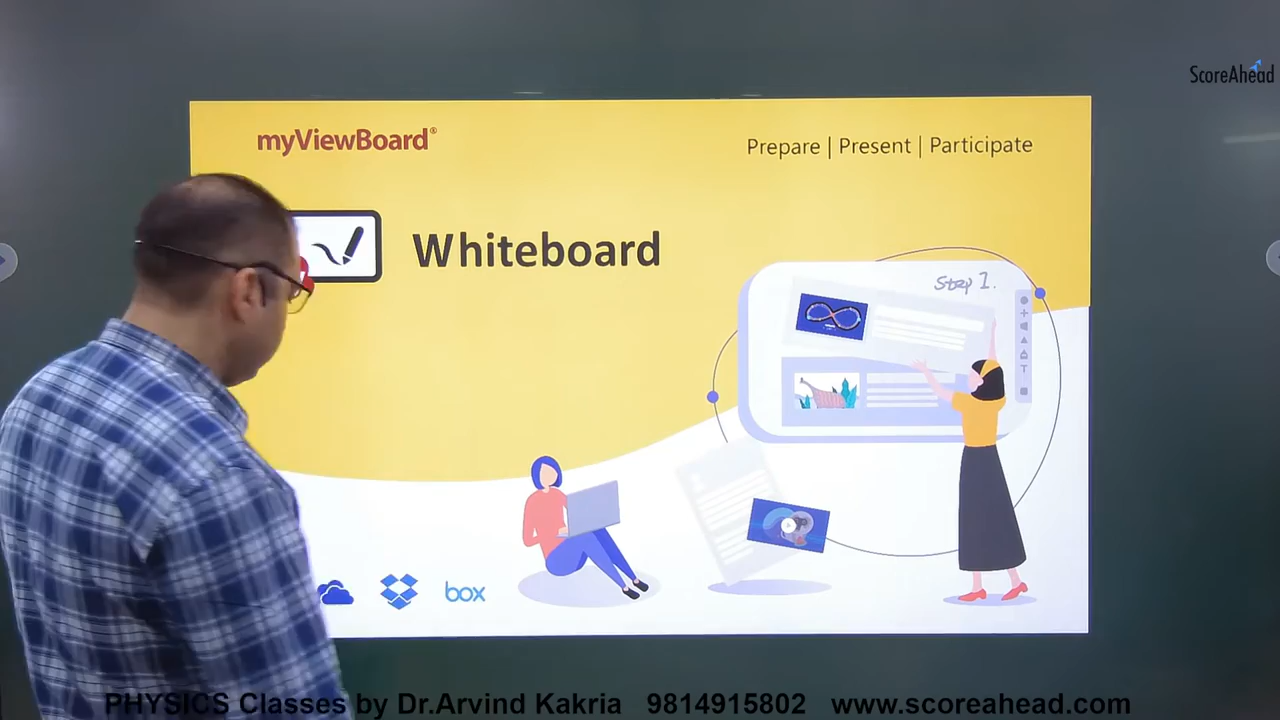 ScoreAhead
myViewBoard®
Prepare | Present | Participate
Whiteboard
Step 1.
T
box
PHYSICS Classes by Dr.Arvind Kakria 9814915802 www.scoreahead.com